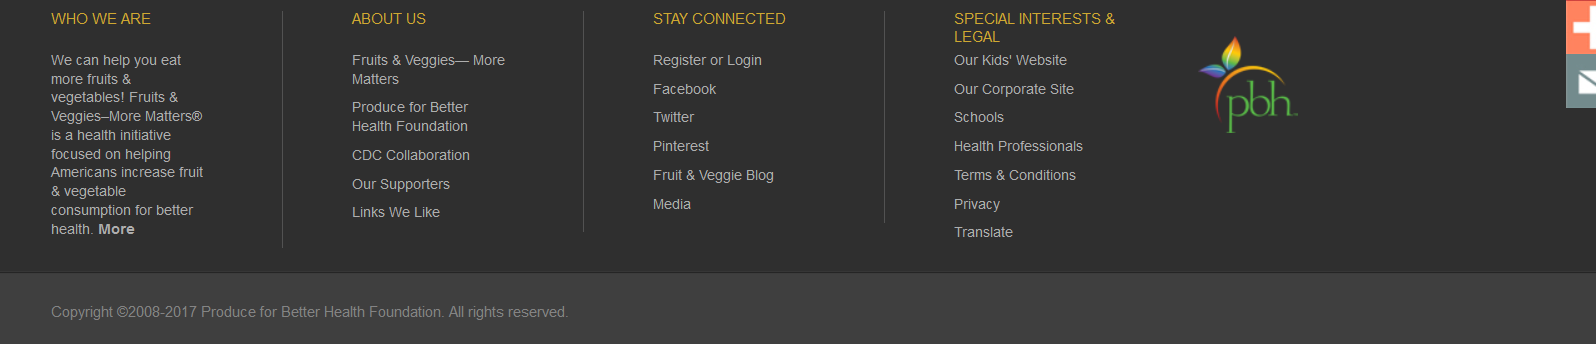 WHO WE ARE
We can help you eat
more fruits &
vegetables! Fruits &
Veggies–More Matters®
is a health initiative
focused on helping
Americans increase fruit
& vegetable
consumption for better
health. More
ABOUT US
Fruits & Veggies— More
Matters
Produce for Better
Health Foundation
CDC Collaboration
Our Supporters
Links We Like
STAY CONNECTED
Register or Login
Facebook
Twitter
Pinterest
Fruit & Veggie Blog
Media
SPECIAL INTERESTS &
LEGAL
Our Kids' Website
Our Corporate Site
Schools
Health Professionals
Terms & Conditions
Privacy
Translate
pbh
Copyright ©2008-2017 Produce for Better Health Foundation. All rights reserved.